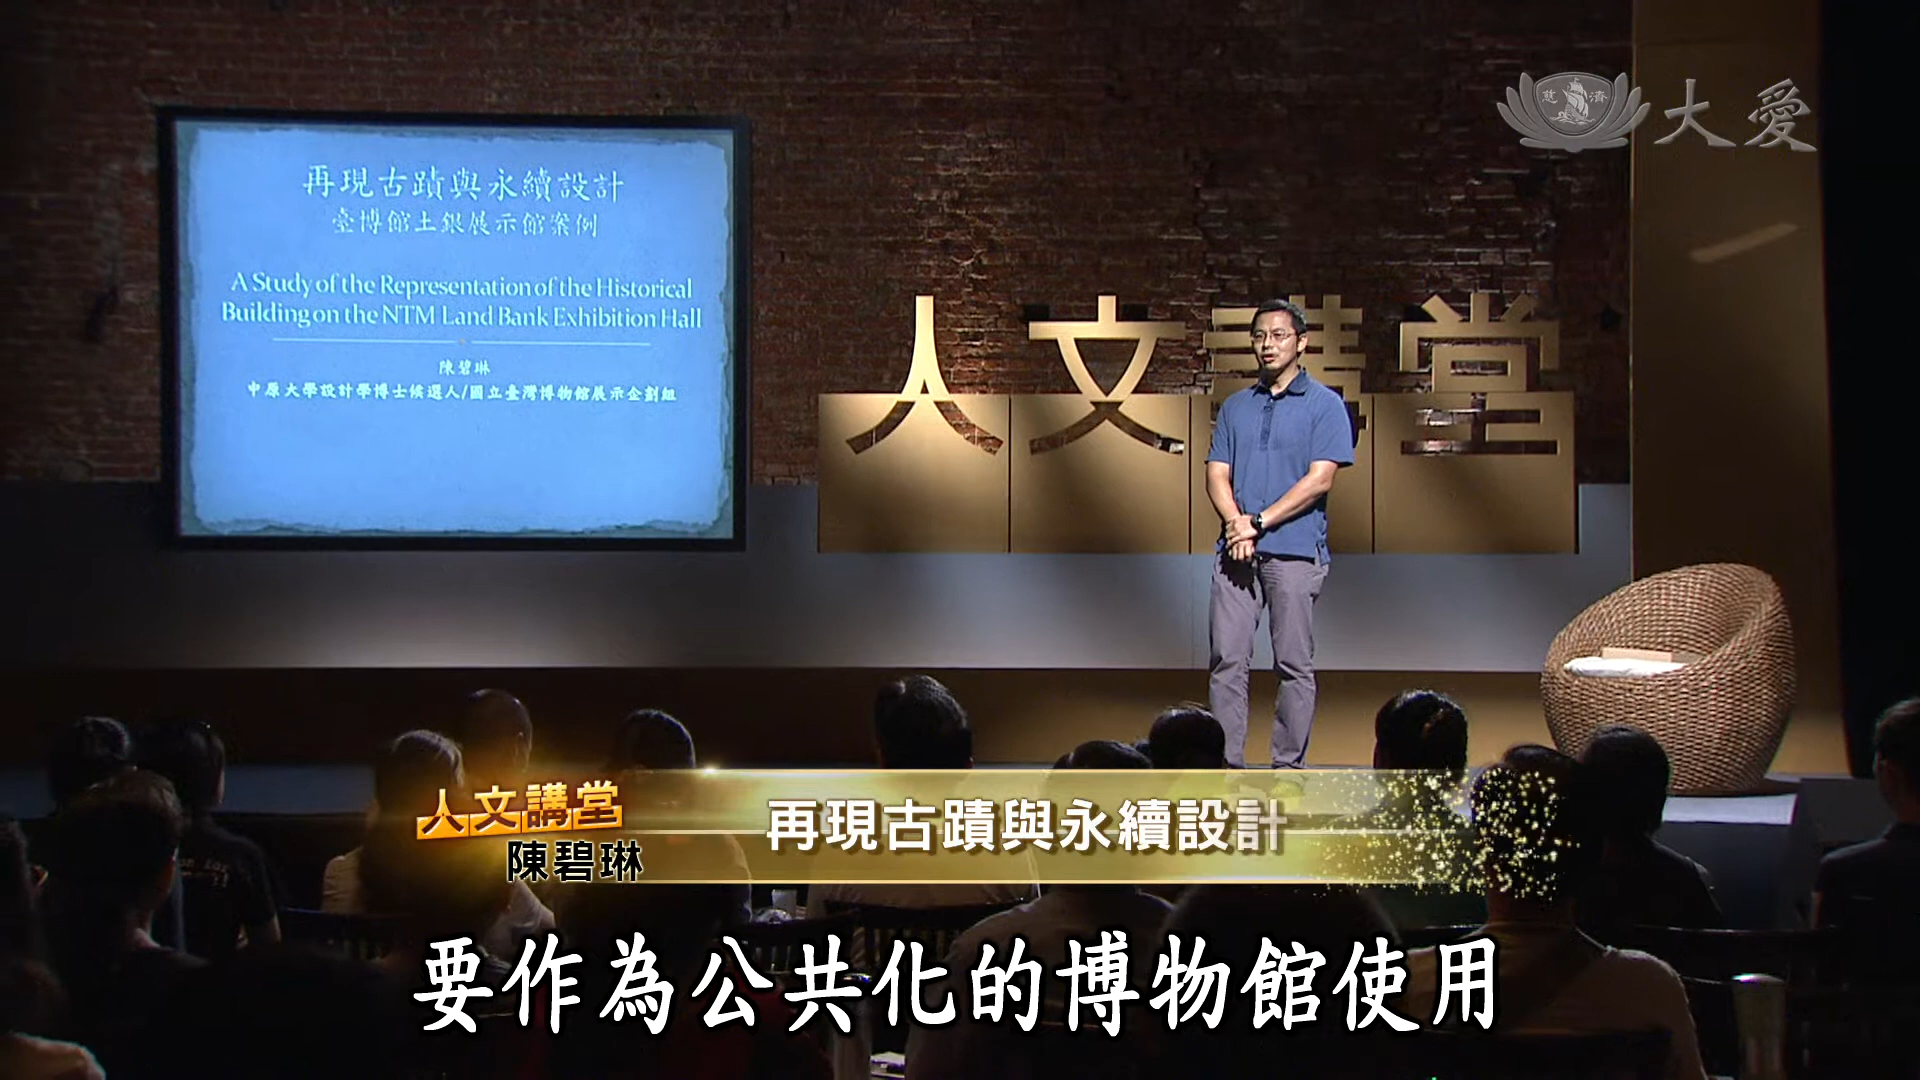 慈濟
大愛
再現古蹟與永續設計
臺博館土銀展示館案例
A Study of the Representation of the Historical
Building on the NTM Land Bank Exhibition Hall
陳碧琳
中原大學設計學博士候選人/國立臺灣博物館展示企劃組
人文講堂
人文講堂
陳碧琳
再現古蹟與永續設計
要作為公共化的博物館使用